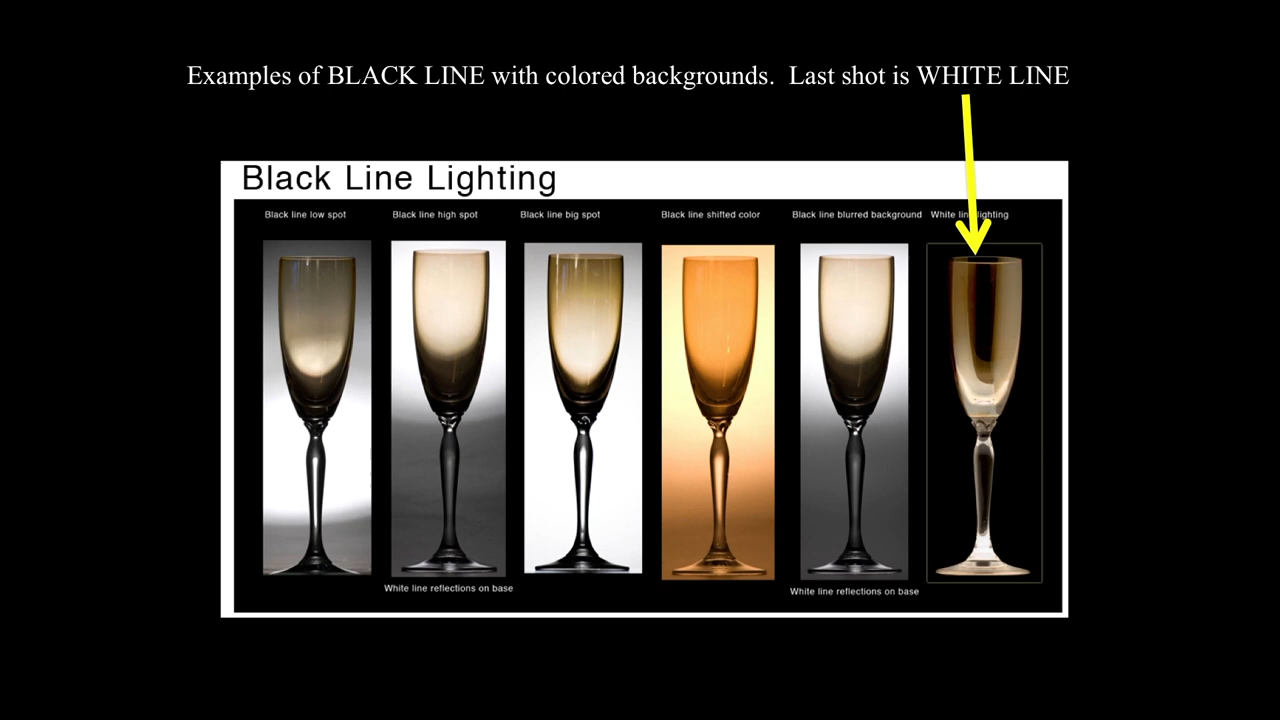 Examples of BLACK LINE with colored backgrounds.  Last shot is WHITE LINE
Black Line Lighting
Black line low spot
Black line high spot
Black line big spot
Black line shifted color
Black line blurred background
White line lighting
White line reflections on base
White line reflections on base